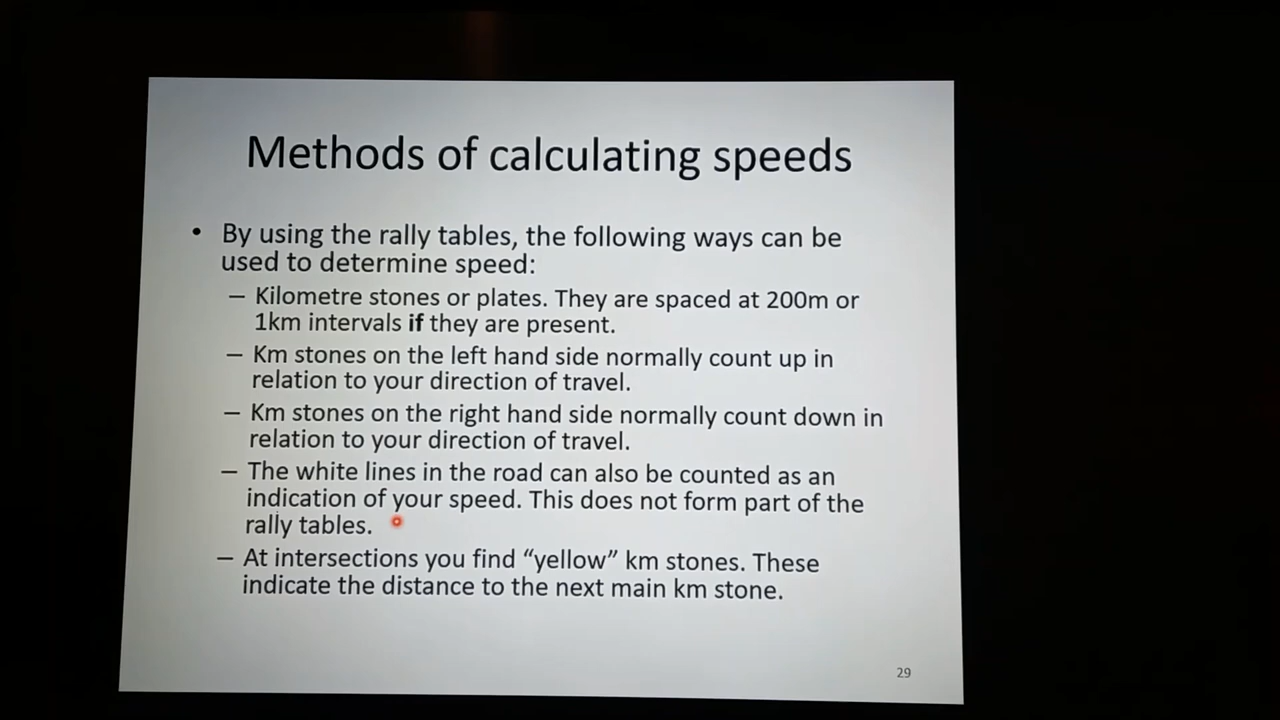 Methods of calculating speeds
• By using the rally tables, the following ways can be
used to determine speed:
– Kilometre stones or plates. They are spaced at 200m or
1km intervals if they are present.
– Km stones on the left hand side normally count up in
relation to your direction of travel.
– Km stones on the right hand side normally count down in
relation to your direction of travel.
– The white lines in the road can also be counted as an
indication of your speed. This does not form part of the
rally tables.
– At intersections you find “yellow” km stones. These
indicate the distance to the next main km stone.
29